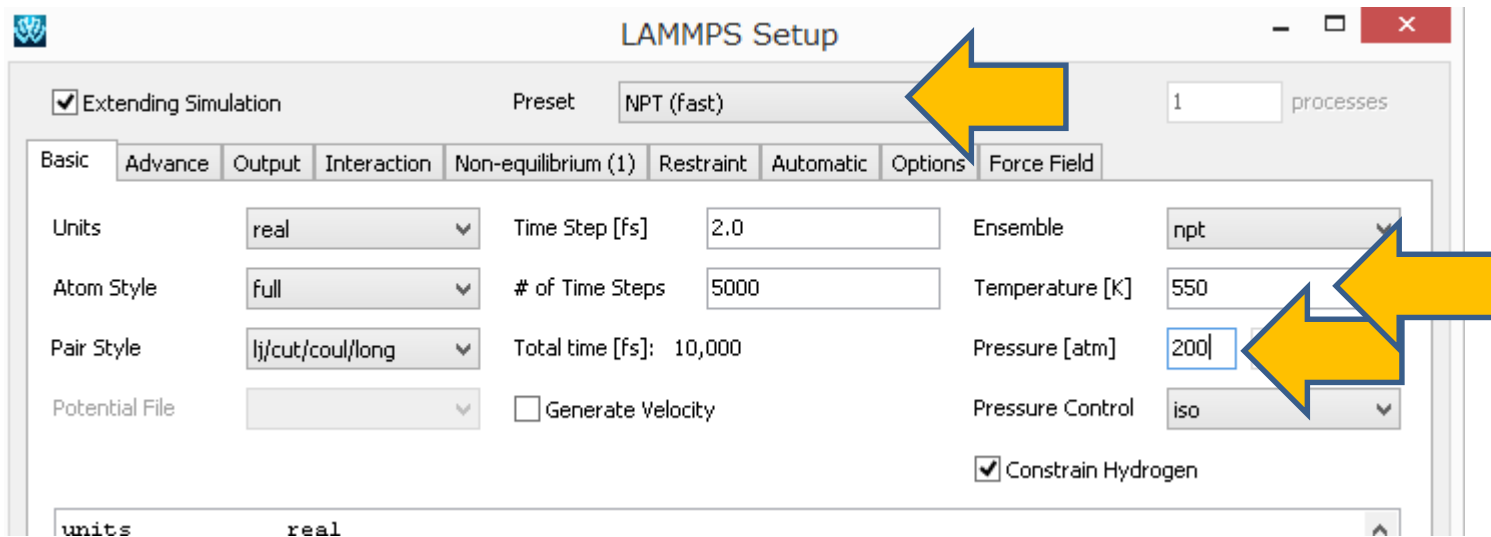 LAMMPS Setup
Extending Simulation Preset NPT (fast) 1 processes
Basic Advance Output Interaction Non-equilibrium (1) Restraint Automatic Options Force Field
Units real Time Step [fs] 2.0 Ensemble npt
Atom Style full # of Time Steps 5000 Temperature [K] 550
Pair Style lj/cut/coul/long Total time [fs]: 10,000 Pressure [atm] 200
Potential File Generate Velocity Pressure Control iso
Constrain Hydrogen
units real